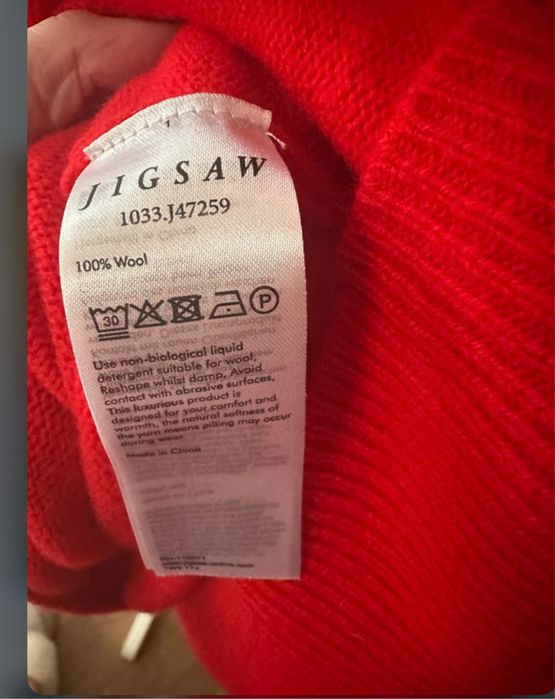 JIGSAW
1033.J47259
100% Wool
30 P
Use non-biological liquid
detergent suitable for wool,
Reshape whilst damp. Avoid
contact with abrasive surfaces,
This luxurious product is
designed for your comfort and
warmth, the natural softness of
the yarn means pilling may occur
during wear
Made in China